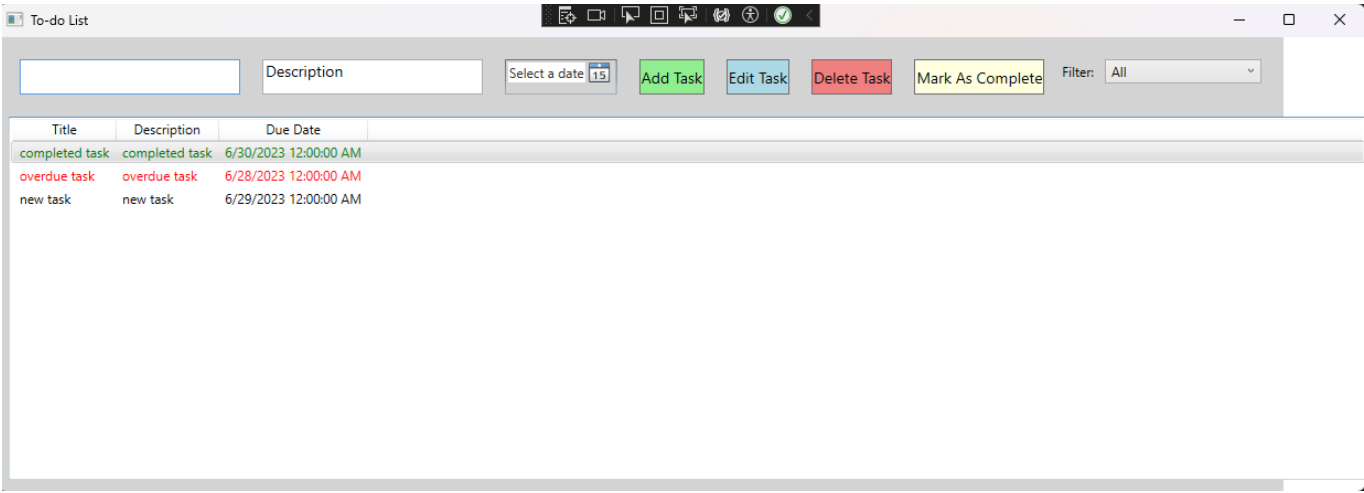 To-do List
Description Select a date 15 Add Task Edit Task Delete Task Mark As Complete Filter: All
Title Description Due Date
completed task completed task 6/30/2023 12:00:00 AM
overdue task overdue task 6/28/2023 12:00:00 AM
new task new task 6/29/2023 12:00:00 AM